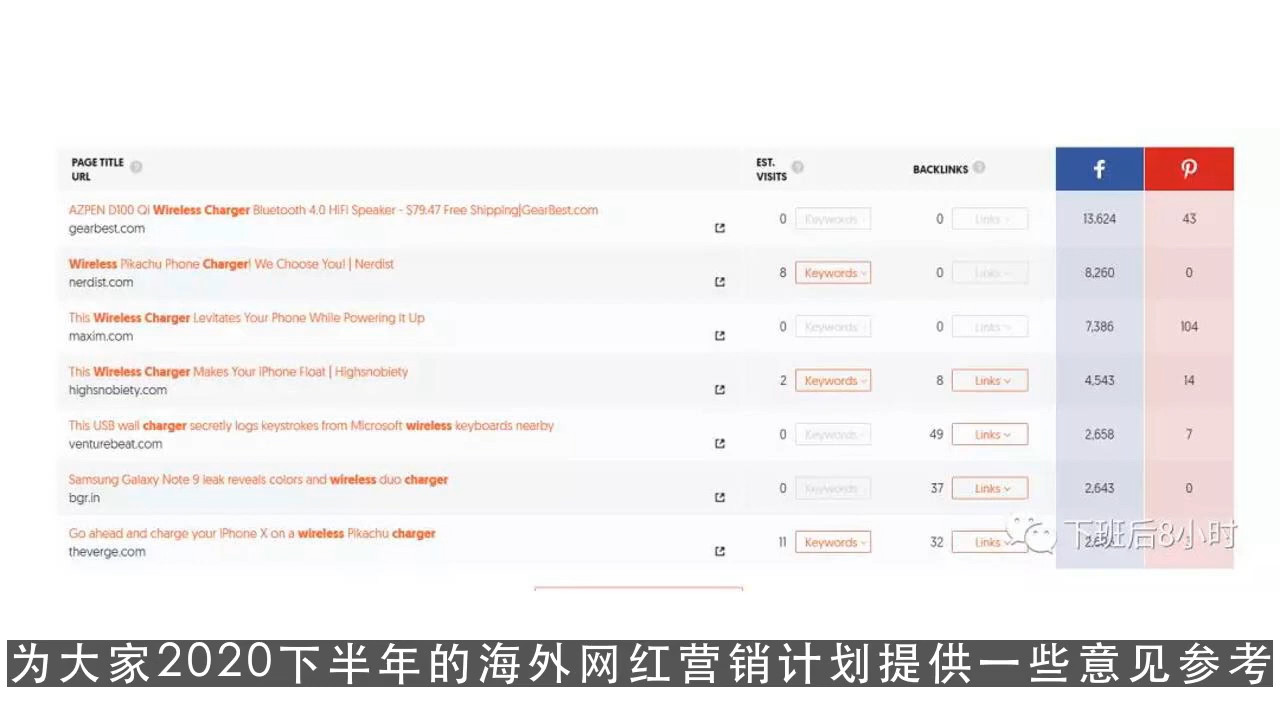 PAGE TITLE
URL
EST.
VISITS
BACKLINKS
AZPEN D100 Qi Wireless Charger Bluetooth 4.0 HiFi Speaker - $79.47 Free Shipping|GearBest.com
gearbest.com
0 Keywords 0 Links 13,624 43
Wireless Pikachu Phone Charger! We Choose You! | Nerdist
nerdist.com
8 Keywords 0 Links 8,260 0
This Wireless Charger Levitates Your Phone While Powering It Up
maxim.com
0 Keywords 0 Links 7,386 104
This Wireless Charger Makes Your iPhone Float | Highsnobiety
highsnobiety.com
2 Keywords 8 Links 4,543 14
This USB wall charger secretly logs keystrokes from Microsoft wireless keyboards nearby
venturebeat.com
0 Keywords 49 Links 2,658 7
Samsung Galaxy Note 9 leak reveals colors and wireless duo charger
bgr.in
0 Keywords 37 Links 2,643 0
Go ahead and charge your iPhone X on a wireless Pikachu charger
theverge.com
11 Keywords 32 Links
下班后8小时
为大家2020下半年的海外网红营销计划提供一些意见参考